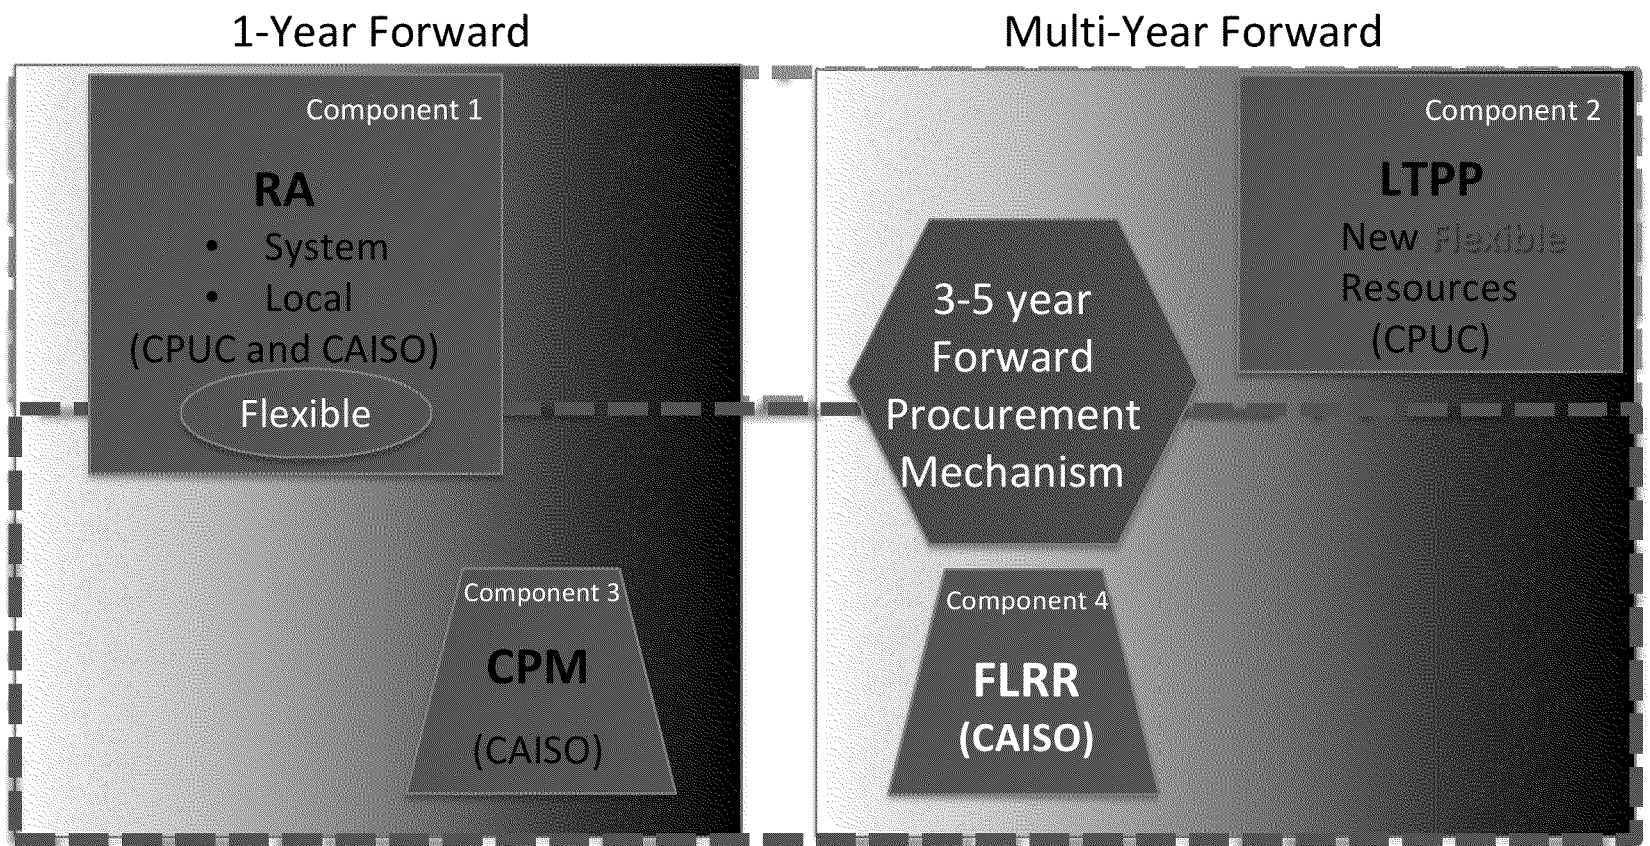 1-Year Forward
Multi-Year Forward
Component 1
RA
• System
• Local
(CPUC and CAISO)
Flexible
Component 2
LTPP
New Flexible
Resources
(CPUC)
3-5 year
Forward
Procurement
Mechanism
Component 3
CPM
(CAISO)
Component 4
FLRR
(CAISO)